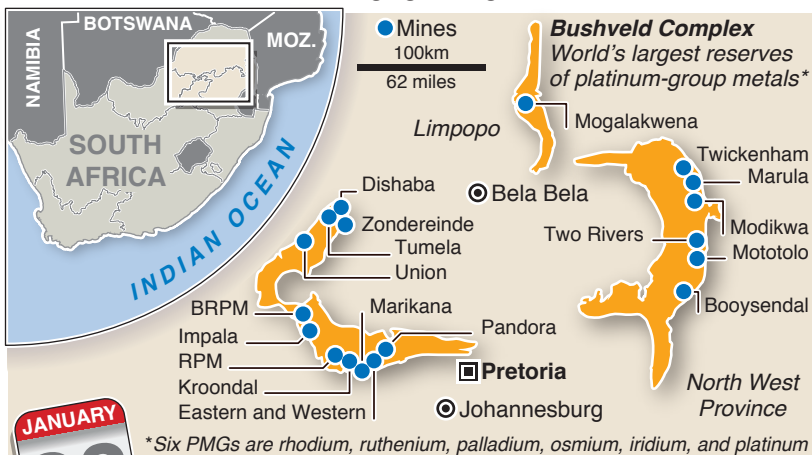 BOTSWANA
NAMIBIA
MOZ.
SOUTH
AFRICA
INDIAN OCEAN
Mines
100km
62 miles
Bushveld Complex
World's largest reserves
of platinum-group metals*
Limpopo
Mogalakwena
Twickenham
Marula
Modikwa
Two Rivers
Mototolo
Booysendal
Bela Bela
Dishaba
Zondereinde
Tumela
Union
BRPM
Marikana
Impala
Pandora
RPM
Kroondal
Eastern and Western
Pretoria
Johannesburg
North West
Province
JANUARY
*Six PMGs are rhodium, ruthenium, palladium, osmium, iridium, and platinum